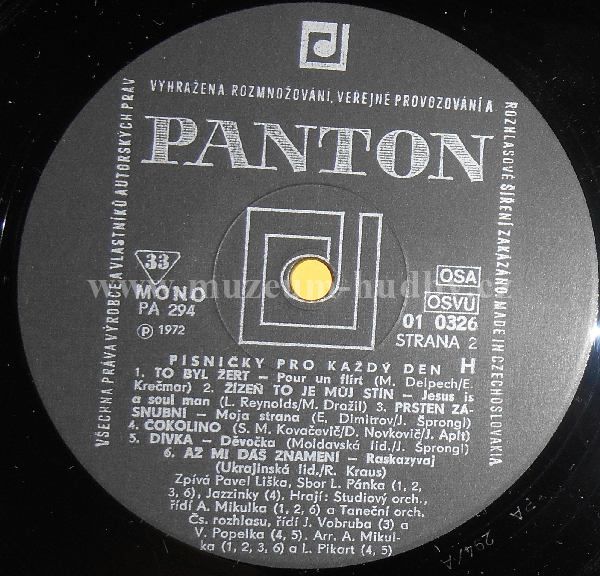 VYHRAŽENA ROZMNOŽOVÁNÍ, VEŘEJNÉ PROVOZOVÁNÍ A
ROZHLASOVÉ ŠÍŘENÍ ZAKÁZÁNO MADE IN CZECHOSLOVAKIA
VŠECHNA PRÁVA VÝROBCE A VLASTNÍKŮ AUTORSKÝCH PRÁV
PANTON
33
MONO
PA 294
Ⓟ 1972
OSA
OSVU
01 0326
STRANA 2
www.muzeum-hudby.cz
PÍSNIČKY PRO KAŽDÝ DEN H
1. TO BYL ŽERT – Pour un flirt (M. Delpech/E.
Krečmar) 2. ŽÍZEŇ TO JE MŮJ STÍN – Jesus is
a soul man (L. Reynolds/M. Dražil) 3. PRSTEN ZÁ-
SNUBNÍ – Moja strana (E. Dimitrov/J. Šprongl)
4. ČOKOLINO (S. M. Kovačavič/D. Novkovič/J. Aplt)
5. DÍVKA – Děvočka (Moldavská lid./J. Šprongl)
6. AŽ MI DÁŠ ZNAMENÍ – Raskazyvaj
(Ukrajinská lid./R. Kraus)
Zpívá Pavel Liška, Sbor L. Pánka (1, 2,
3, 6), Jazzinky (4). Hrají: Studiový orch.,
řídí A. Mikulka (1, 2, 6) a Taneční orch.
Čs. rozhlasu, řídí J. Vobruba (3) a
V. Popelka (4, 5). Arr. A. Mikul-
ka (1, 2, 3, 6) a L. Pikart (4, 5)